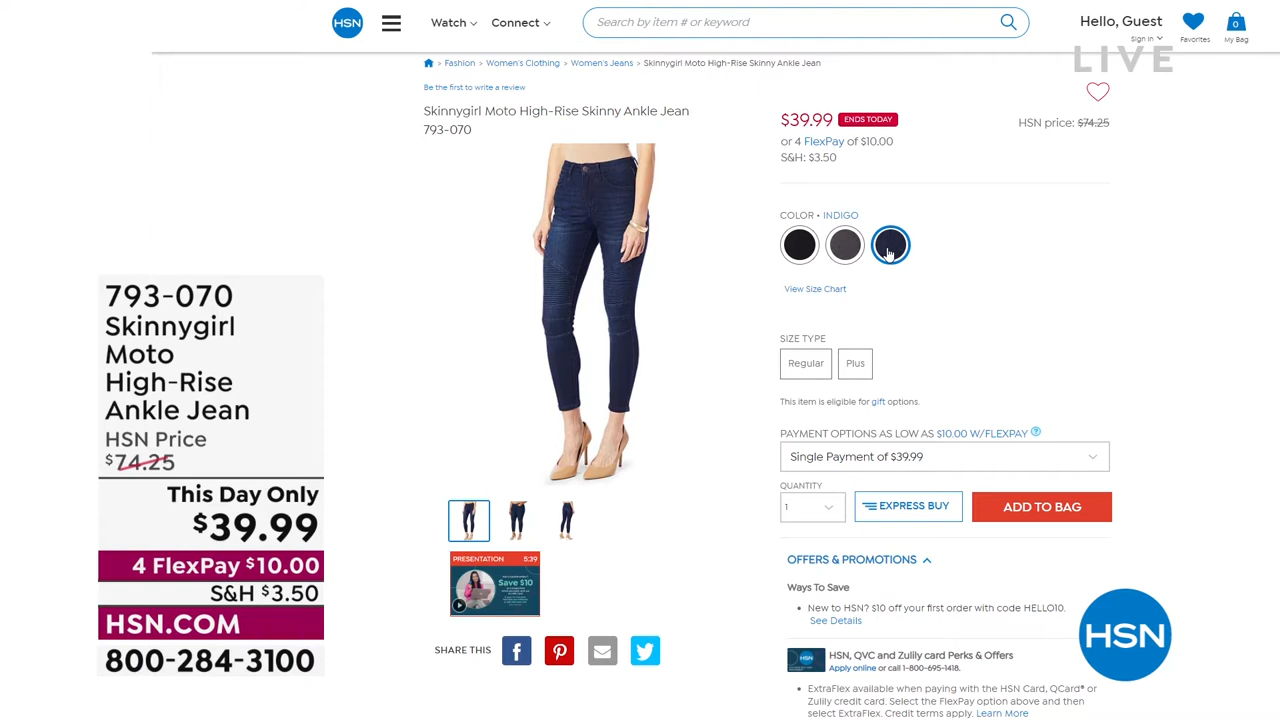 HSN
Watch
Connect
Search by item # or keyword
Hello, Guest
Sign In
Favorites
0
My Bag
LIVE
Fashion > Women's Clothing > Women's Jeans > Skinnygirl Moto High-Rise Skinny Ankle Jean
Be the first to write a review
Skinnygirl Moto High-Rise Skinny Ankle Jean
793-070
$39.99 ENDS TODAY
HSN price: $74.25
or 4 FlexPay of $10.00
S&H: $3.50
COLOR • INDIGO
View Size Chart
SIZE TYPE
Regular
Plus
This item is eligible for gift options.
PAYMENT OPTIONS AS LOW AS $10.00 W/FLEXPAY ?
Single Payment of $39.99
QUANTITY
1
EXPRESS BUY
ADD TO BAG
OFFERS & PROMOTIONS
Ways To Save
• New to HSN? $10 off your first order with code HELLO10.
See Details
HSN, QVC and Zulily card Perks & Offers
Apply online or call 1-800-695-1418.
• ExtraFlex available when paying with the HSN Card, QCard® or
Zulily credit card. Select the FlexPay option above and then
select ExtraFlex. Credit terms apply. Learn More
PRESENTATION 5:39
Save $10
SHARE THIS
793-070
Skinnygirl
Moto
High-Rise
Ankle Jean
HSN Price
$74.25
This Day Only
$39.99
4 FlexPay $10.00
S&H $3.50
HSN.COM
800-284-3100
HSN